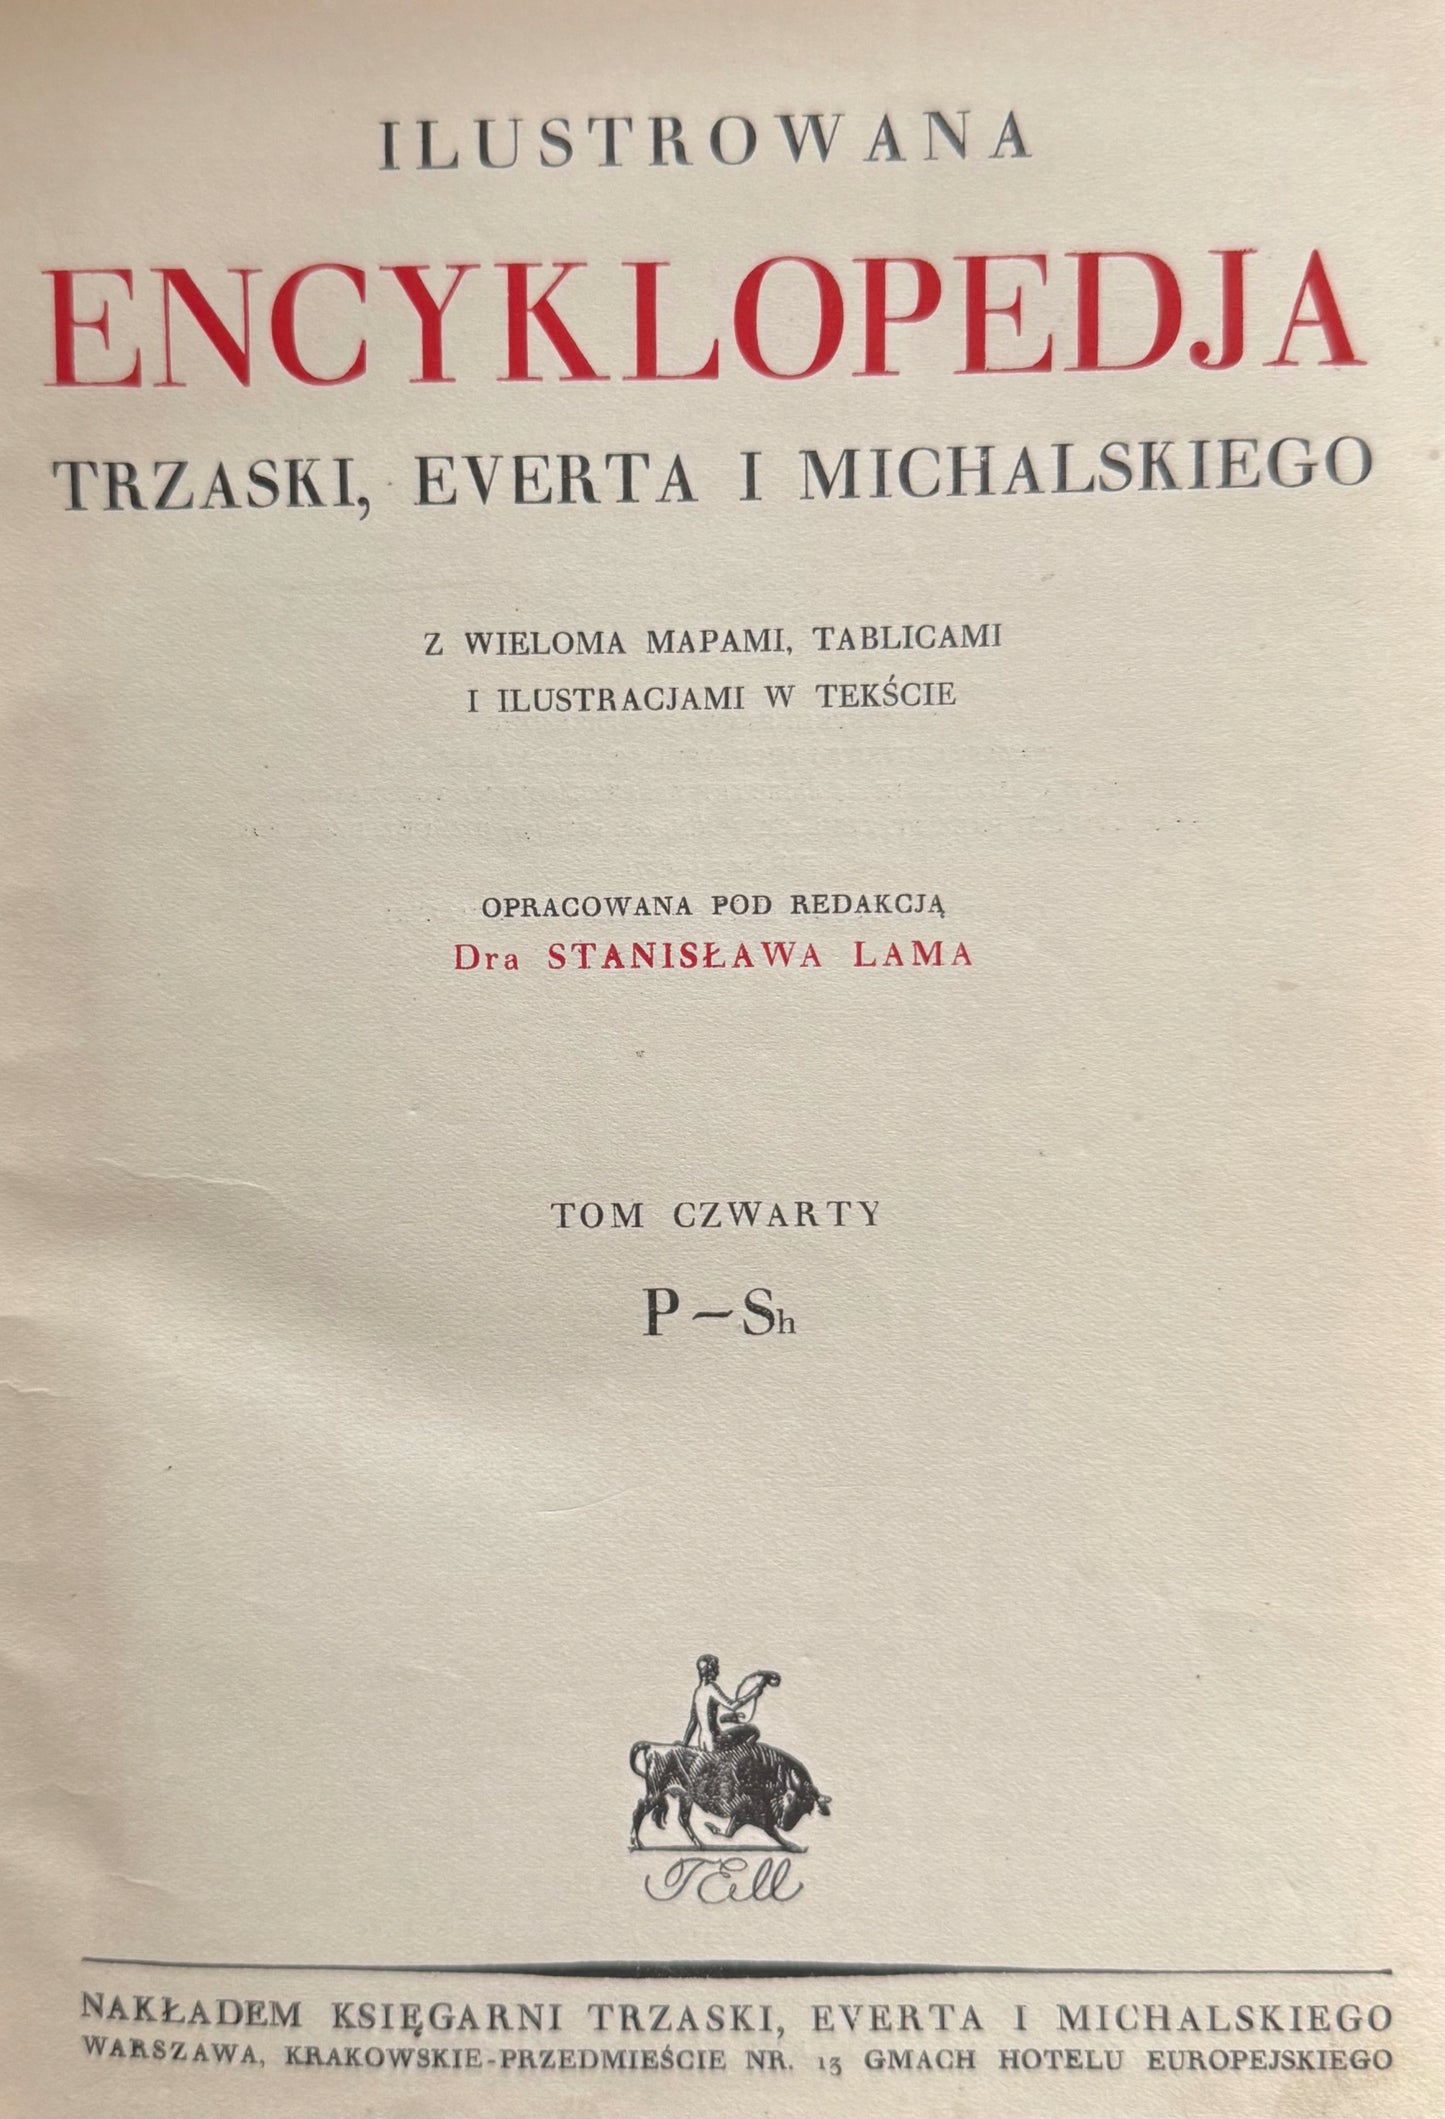 ILUSTROWANA
ENCYKLOPEDJA
TRZASKI, EVERTA I MICHALSKIEGO
Z WIELOMA MAPAMI, TABLICAMI
I ILUSTRACJAMI W TEKŚCIE
OPRACOWANA POD REDAKCJĄ
Dra STANISŁAWA LAMA
TOM CZWARTY
P–Sh
NAKŁADEM KSIĘGARNI TRZASKI, EVERTA I MICHALSKIEGO
WARSZAWA, KRAKOWSKIE-PRZEDMIEŚCIE NR. 13 GMACH HOTELU EUROPEJSKIEGO